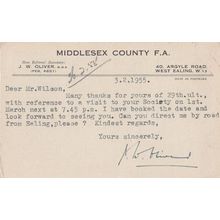 MIDDLESEX COUNTY F.A.
Hon. External Secretary:
J. W. OLIVER,
40, ARGYLE ROAD,
WEST EALING, W.13
3.2.1955.
Dear Mr.Wilson,
Many thanks for yours of 29th.ult.,
with reference to a visit to your Society on 1st.
March next at 7.45 p.m. I have booked the date and
look forward to seeing you. Can you direct me by road
from Ealing,please ? Kindest regards,
Yours sincerely,